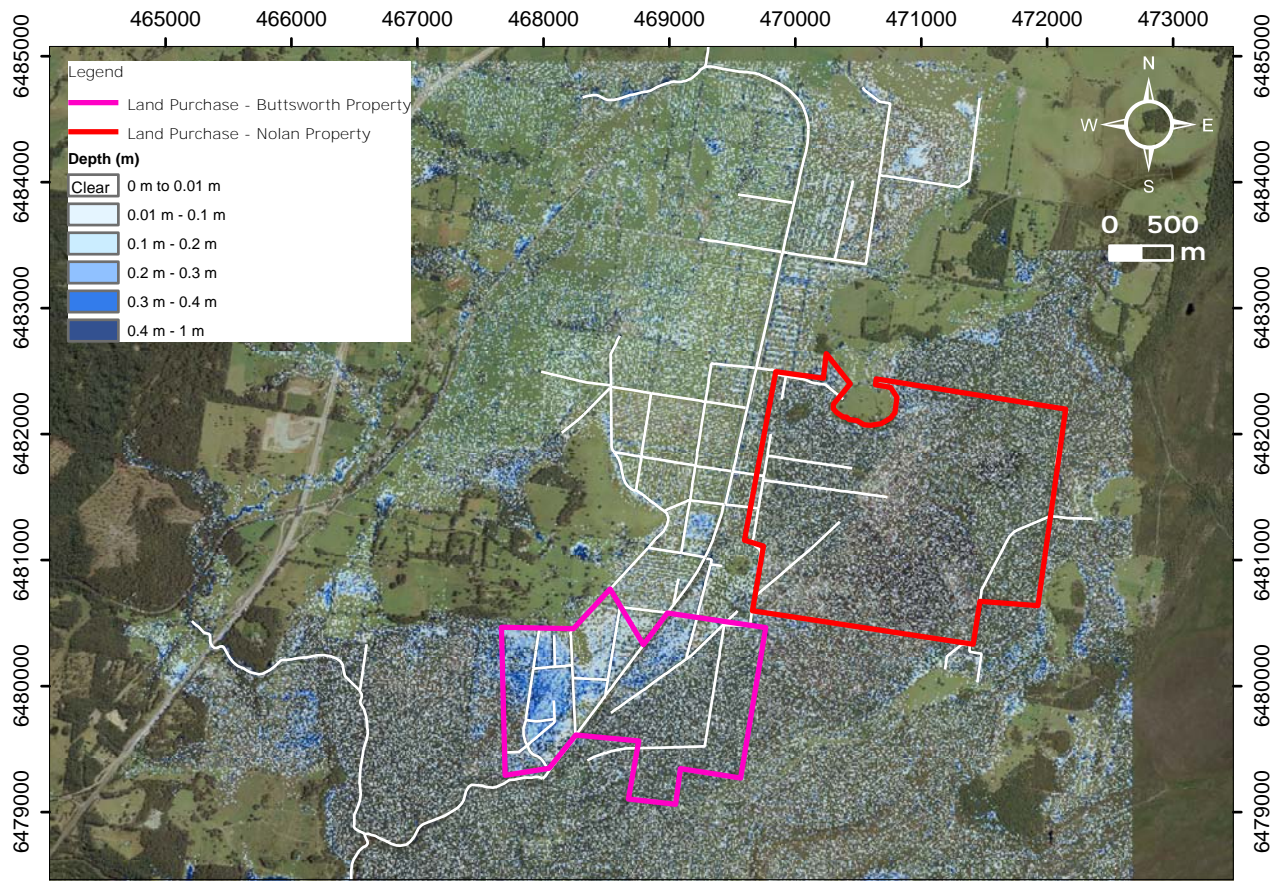 465000 466000 467000 468000 469000 470000 471000 472000 473000
6485000
6484000
6483000
6482000
6481000
6480000
6479000
Legend
Land Purchase - Buttsworth Property
Land Purchase - Nolan Property
Depth (m)
Clear 0 m to 0.01 m
0.01 m - 0.1 m
0.1 m - 0.2 m
0.2 m - 0.3 m
0.3 m - 0.4 m
0.4 m - 1 m
N
W E
S
0 500
m
6485000
6484000
6483000
6482000
6481000
6480000
6479000